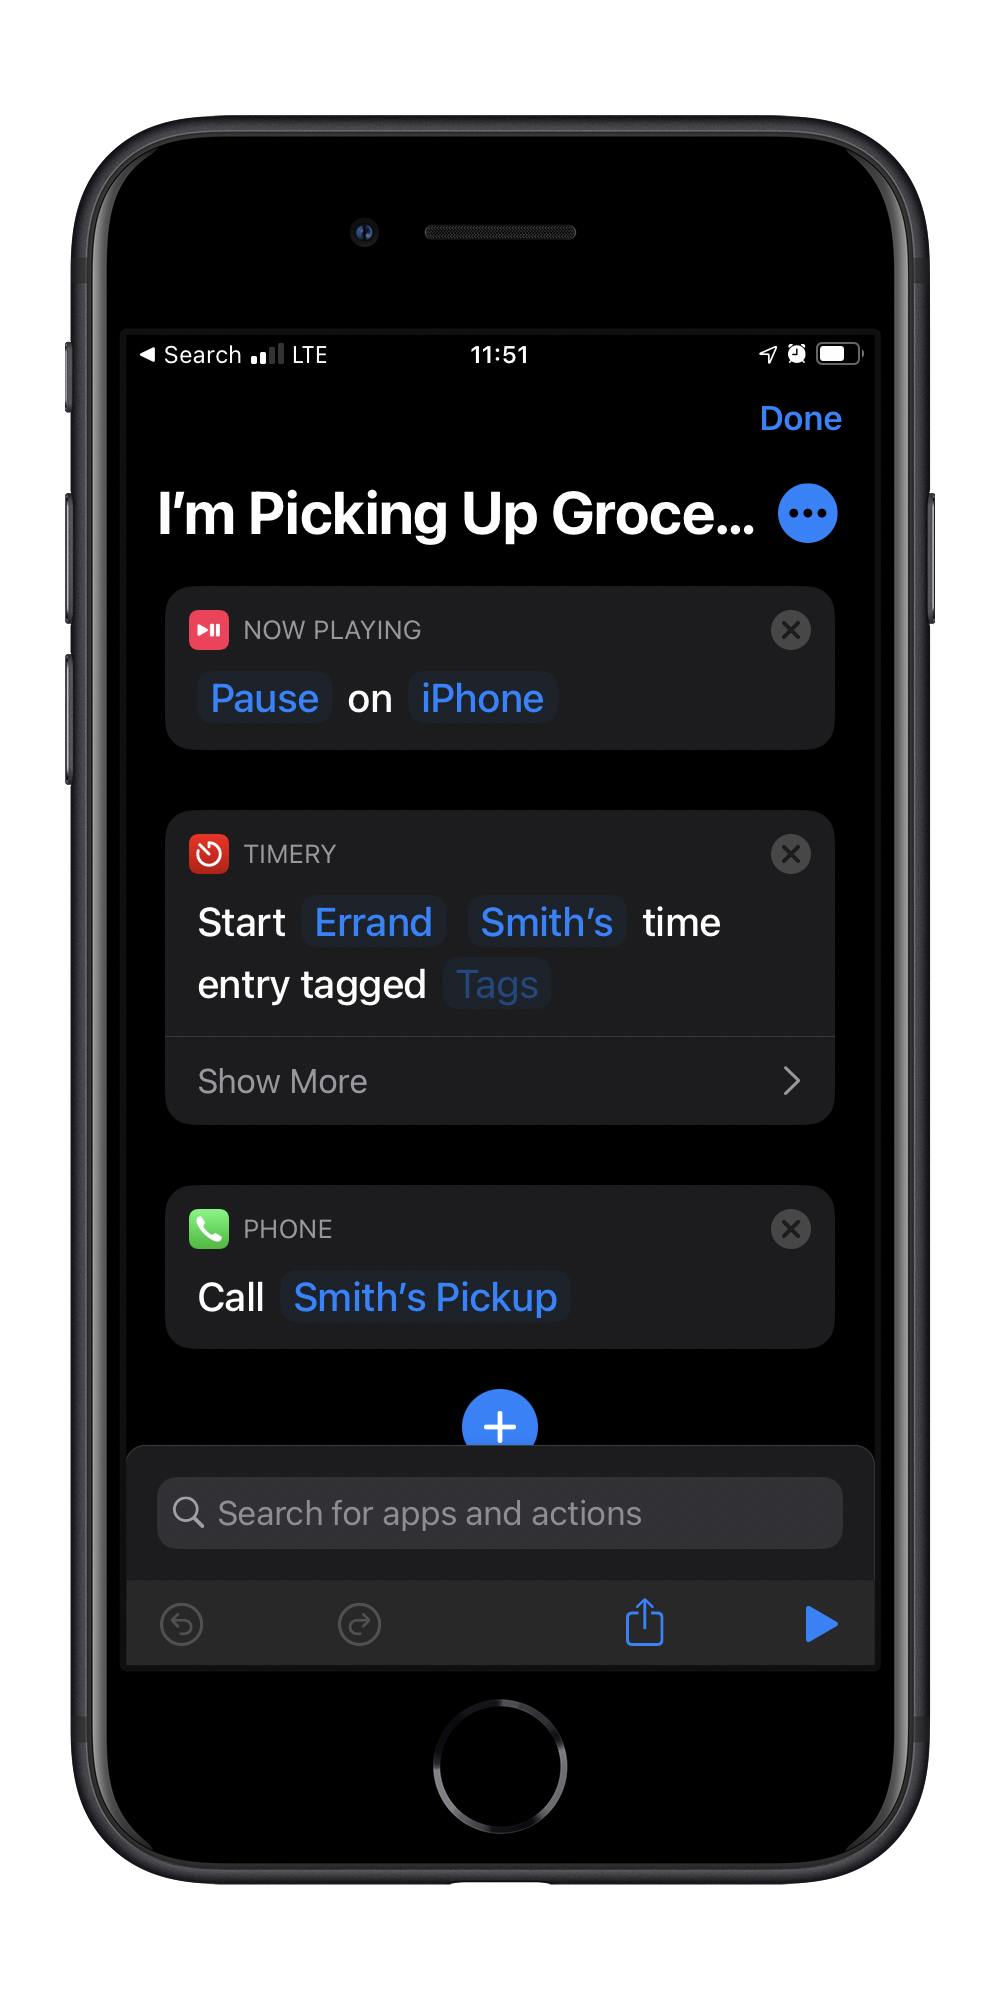 Search LTE 11:51
Done
I’m Picking Up Groce...
NOW PLAYING
Pause on iPhone
TIMERY
Start Errand Smith’s time
entry tagged Tags
Show More
PHONE
Call Smith’s Pickup
Search for apps and actions